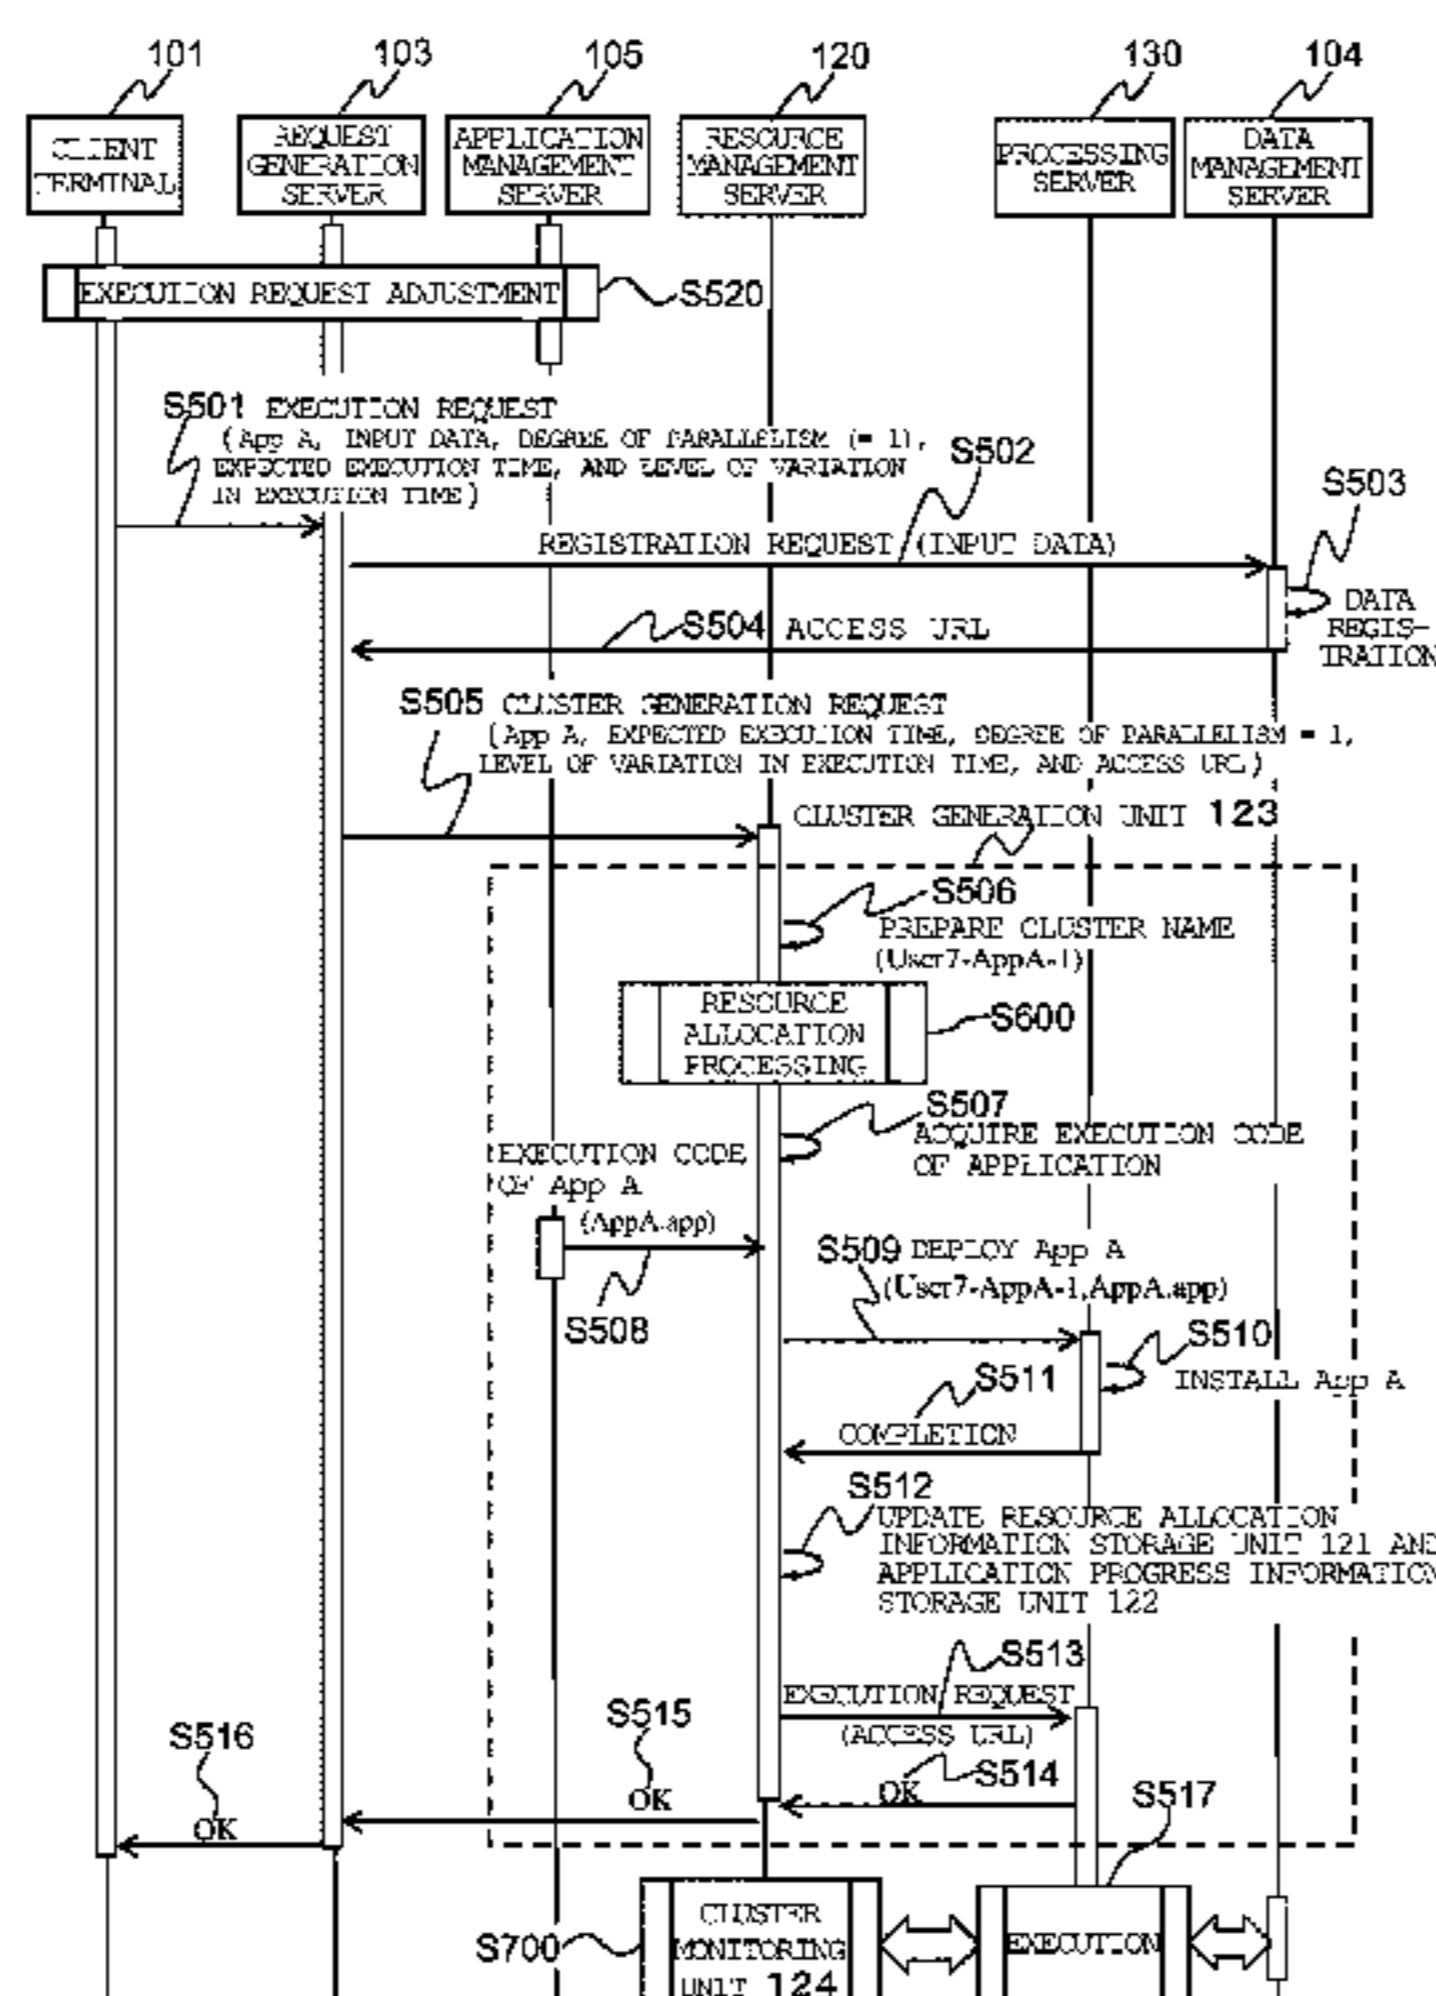 101
103
105
120
130
104
CLIENT
TERMINAL
REQUEST
GENERATION
SERVER
APPLICATION
MANAGEMENT
SERVER
RESOURCE
MANAGEMENT
SERVER
PROCESSING
SERVER
DATA
MANAGEMENT
SERVER
EXECUTION REQUEST ADJUSTMENT
S520
S501 EXECUTION REQUEST
(App A, INPUT DATA, DEGREE OF PARALLELISM (= 1),
EXPECTED EXECUTION TIME, AND LEVEL OF VARIATION
IN EXECUTION TIME)
S502
S503
REGISTRATION REQUEST (INPUT DATA)
DATA
REGIS-
TRATION
S504 ACCESS URL
S505 CLUSTER GENERATION REQUEST
(App A, EXPECTED EXECUTION TIME, DEGREE OF PARALLELISM = 1,
LEVEL OF VARIATION IN EXECUTION TIME, AND ACCESS URL)
CLUSTER GENERATION UNIT 123
S506
PREPARE CLUSTER NAME
(User7-AppA-1)
RESOURCE
ALLOCATION
PROCESSING
S600
S507
ACQUIRE EXECUTION CODE
OF APPLICATION
EXECUTION CODE
OF App A
(AppA.app)
S508
S509 DEPLOY App A
(User7-AppA-1,AppA.app)
S510
INSTALL App A
S511
COMPLETION
S512
UPDATE RESOURCE ALLOCATION
INFORMATION STORAGE UNIT 121 AND
APPLICATION PROGRESS INFORMATION
STORAGE UNIT 122
S513
EXECUTION REQUEST
(ACCESS URL)
S514
OK
S515
OK
S516
OK
S517
S700
CLUSTER
MONITORING
UNIT 124
EXECUTION